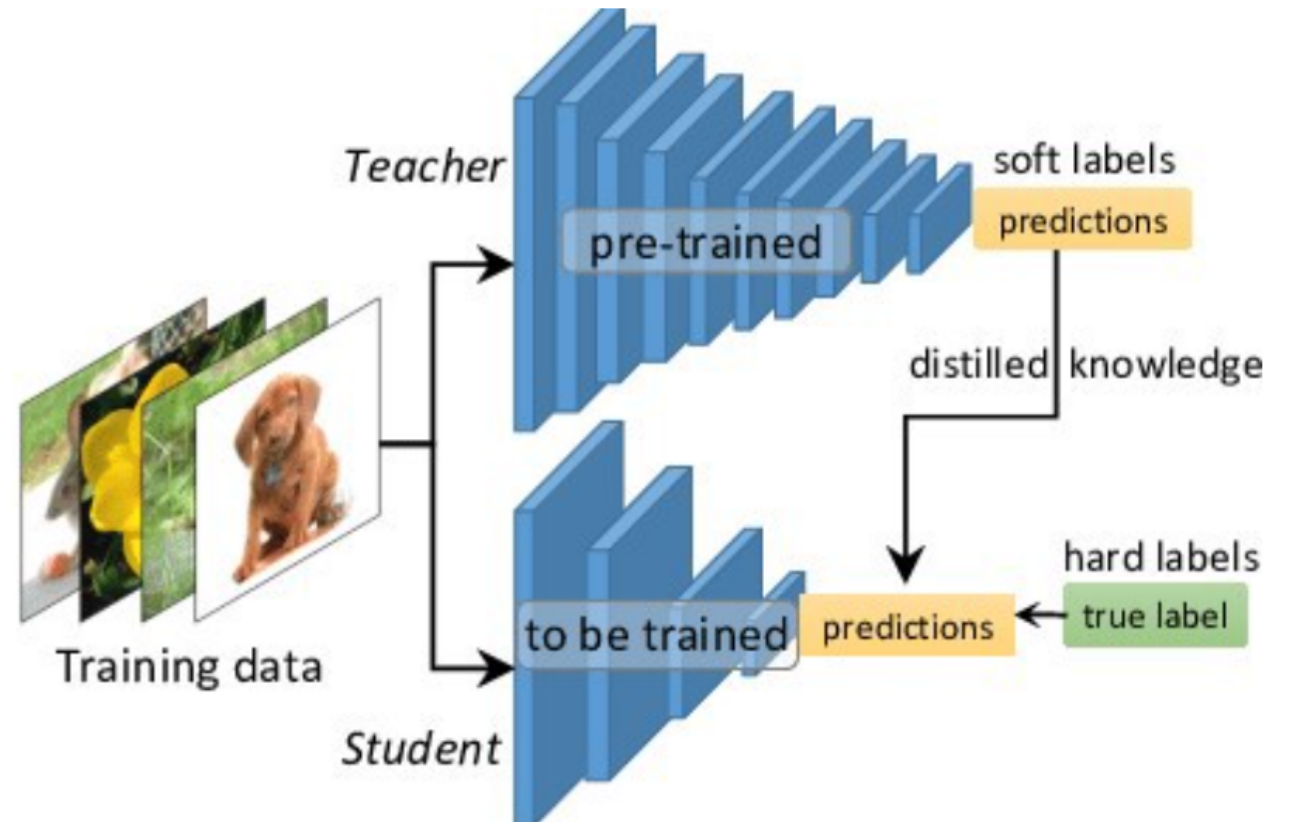 Teacher
soft labels
pre-trained
predictions
distilled knowledge
hard labels
to be trained
predictions
true label
Training data
Student